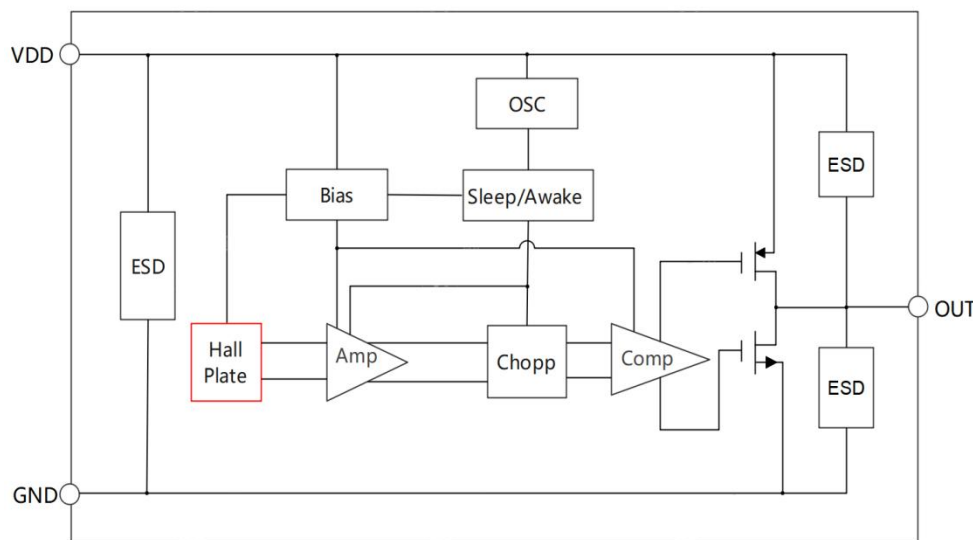 VDD
OSC
ESD
Bias
Sleep/Awake
ESD
OUT
Hall
Plate
Amp
Chopp
Comp
ESD
GND